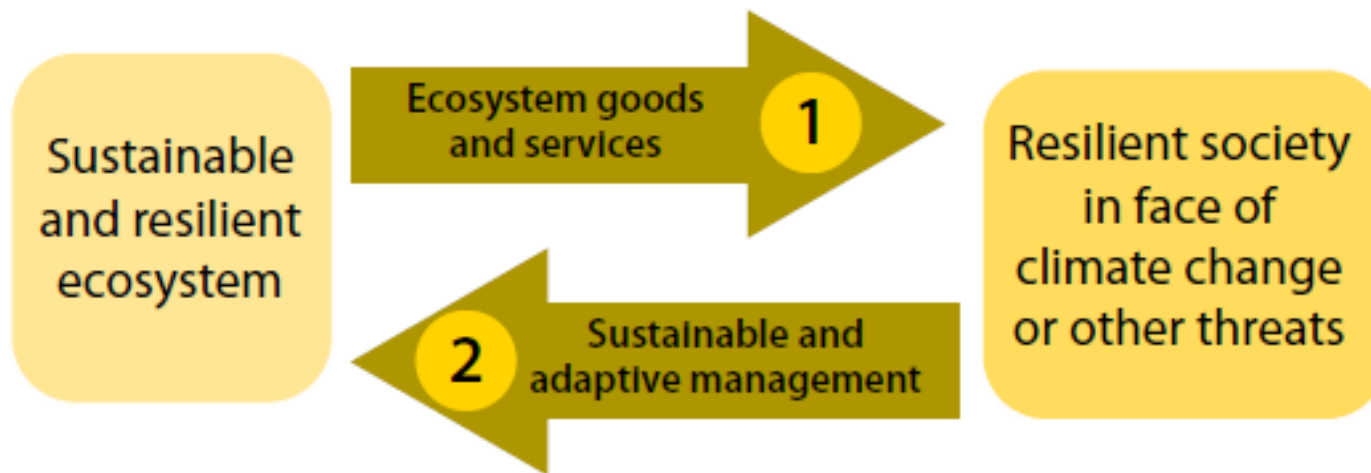 Sustainable
and resilient
ecosystem
Ecosystem goods
and services
1
Resilient society
in face of
climate change
or other threats
2
Sustainable and
adaptive management